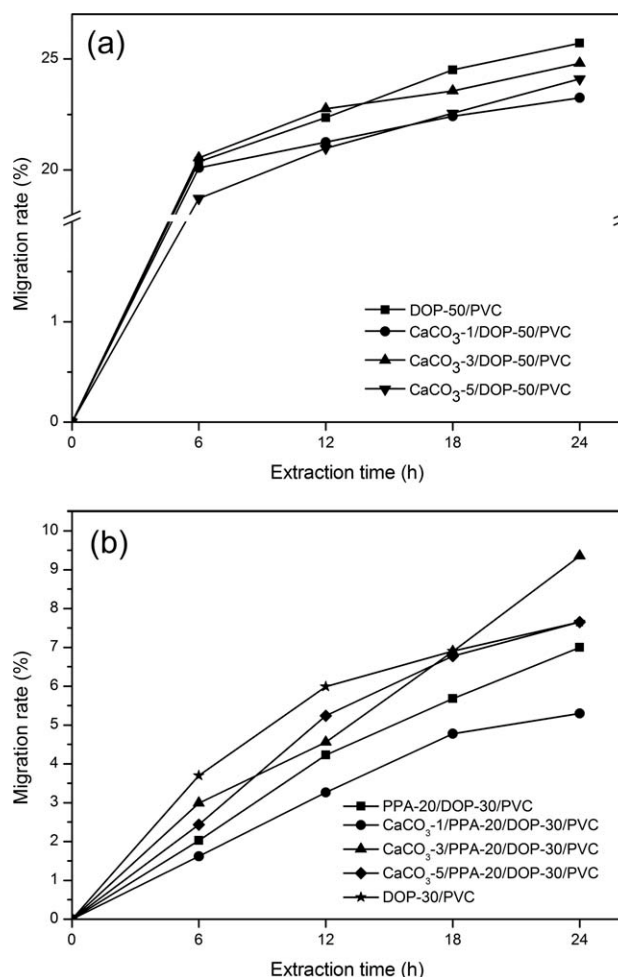 (a)
25
20
1
0
Migration rate (%)
DOP-50/PVC
CaCO3-1/DOP-50/PVC
CaCO3-3/DOP-50/PVC
CaCO3-5/DOP-50/PVC
0 6 12 18 24
Extraction time (h)
(b)
10
9
8
7
6
5
4
3
2
1
0
Migration rate (%)
PPA-20/DOP-30/PVC
CaCO3-1/PPA-20/DOP-30/PVC
CaCO3-3/PPA-20/DOP-30/PVC
CaCO3-5/PPA-20/DOP-30/PVC
DOP-30/PVC
0 6 12 18 24
Extraction time (h)